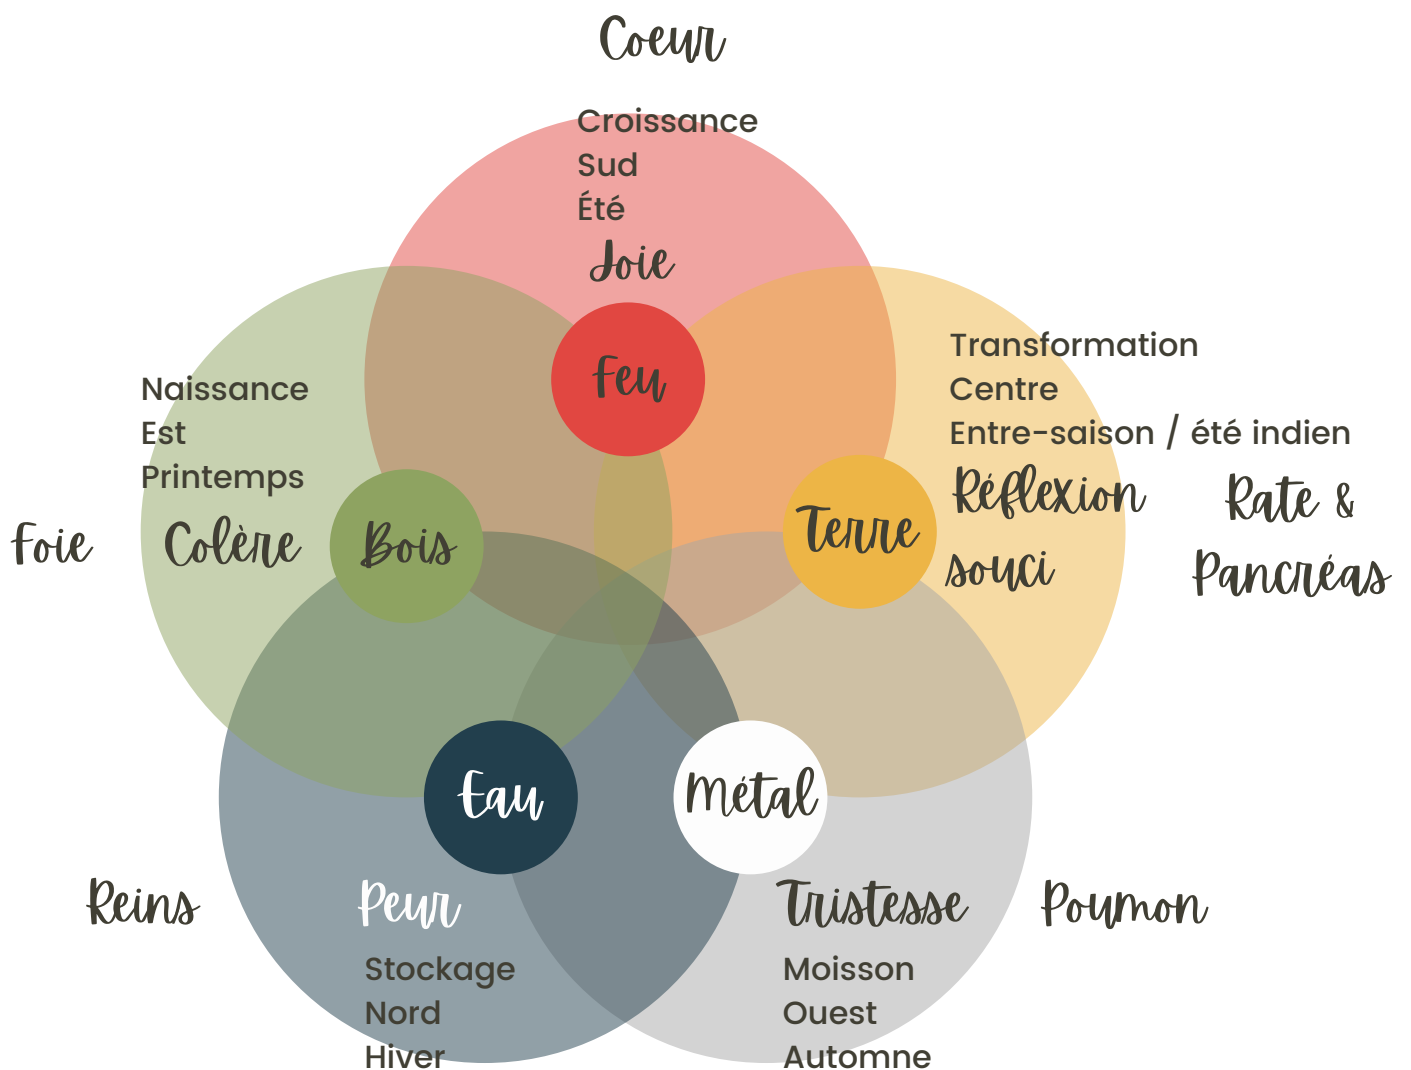 Coeur
Croissance
Sud
Été
Joie
Feu
Naissance
Est
Printemps
Foie
Colère
Bois
Transformation
Centre
Entre-saison / été indien
Réflexion
souci
Terre
Rate &
Pancréas
Eau
Peur
Stockage
Nord
Hiver
Reins
Métal
Tristesse
Moisson
Ouest
Automne
Poumon